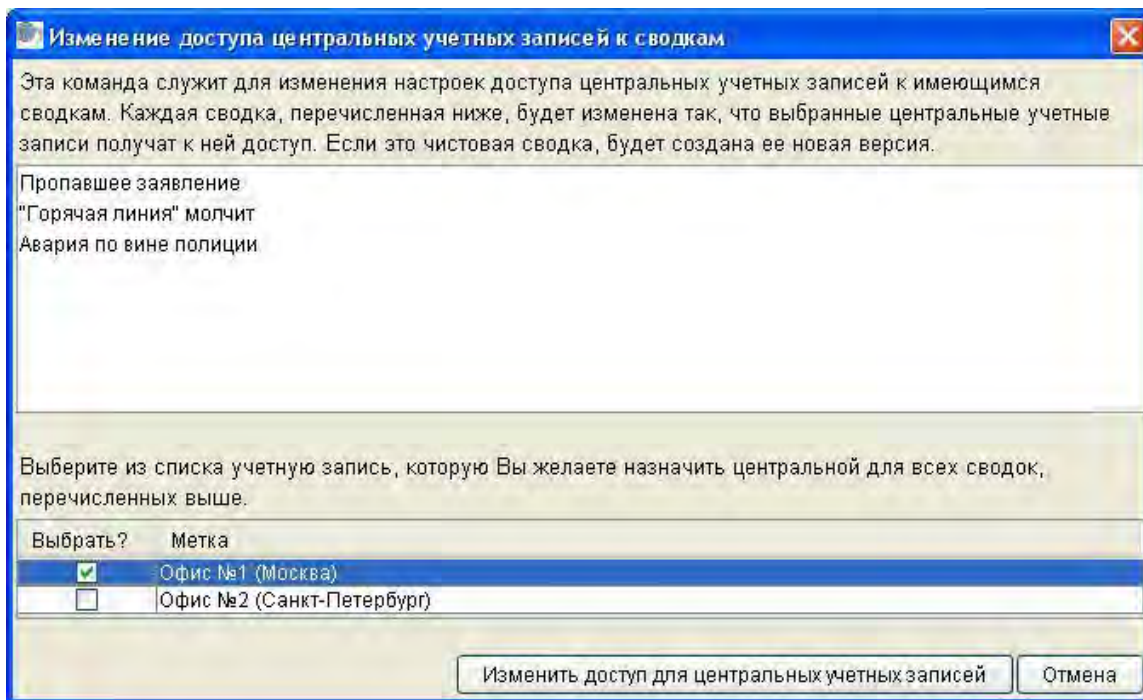 Изменение доступа центральных учетных записей к сводкам
Эта команда служит для изменения настроек доступа центральных учетных записей к имеющимся
сводкам. Каждая сводка, перечисленная ниже, будет изменена так, что выбранные центральные учетные
записи получат к ней доступ. Если это чистовая сводка, будет создана ее новая версия.
Пропавшее заявление
"Горячая линия" молчит
Авария по вине полиции
Выберите из списка учетную запись, которую Вы желаете назначить центральной для всех сводок,
перечисленных выше.
Выбрать? Метка
Офис №1 (Москва)
Офис №2 (Санкт-Петербург)
Изменить доступ для центральных учетных записей Отмена